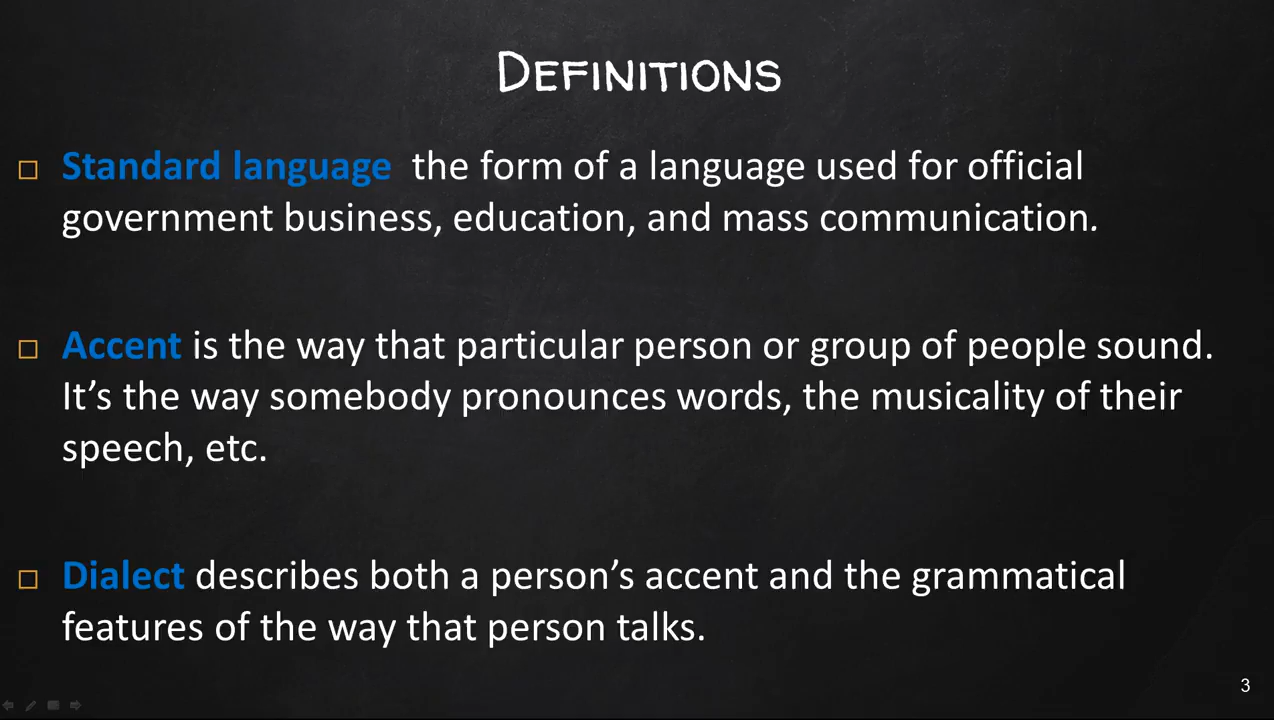 DEFINITIONS
Standard language the form of a language used for official
government business, education, and mass communication.
Accent is the way that particular person or group of people sound.
It’s the way somebody pronounces words, the musicality of their
speech, etc.
Dialect describes both a person’s accent and the grammatical
features of the way that person talks.
3